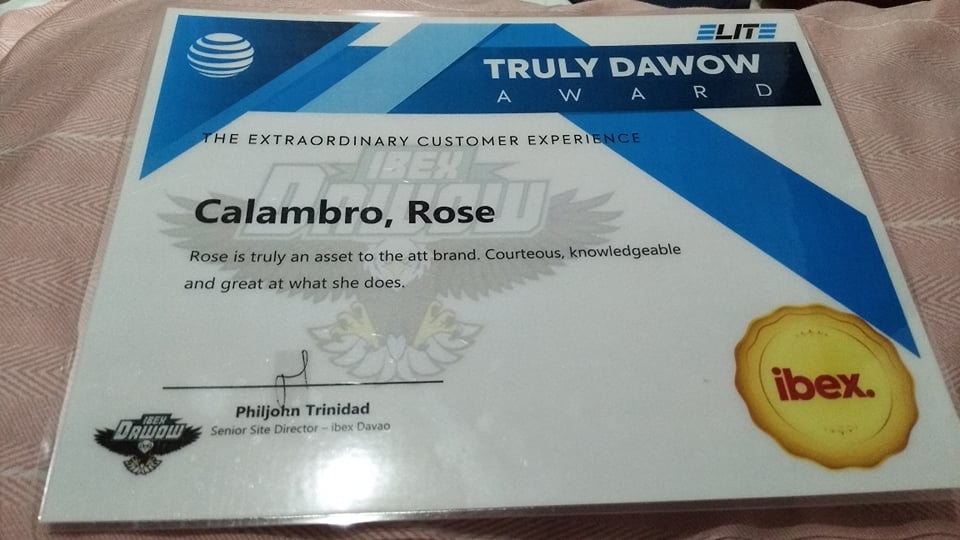 ELITE
TRULY DAWOW
AWARD
THE EXTRAORDINARY CUSTOMER EXPERIENCE
IBEX
DAWOW
Calambro, Rose
Rose is truly an asset to the att brand. Courteous, knowledgeable
and great at what she does.
Philjohn Trinidad
Senior Site Director – ibex Davao
IBEX
DAWOW
ibex.